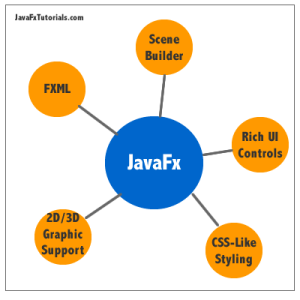 JavaFxTutorials.com
Scene
Builder
FXML
Rich UI
Controls
JavaFx
2D/3D
Graphic
Support
CSS-Like
Styling